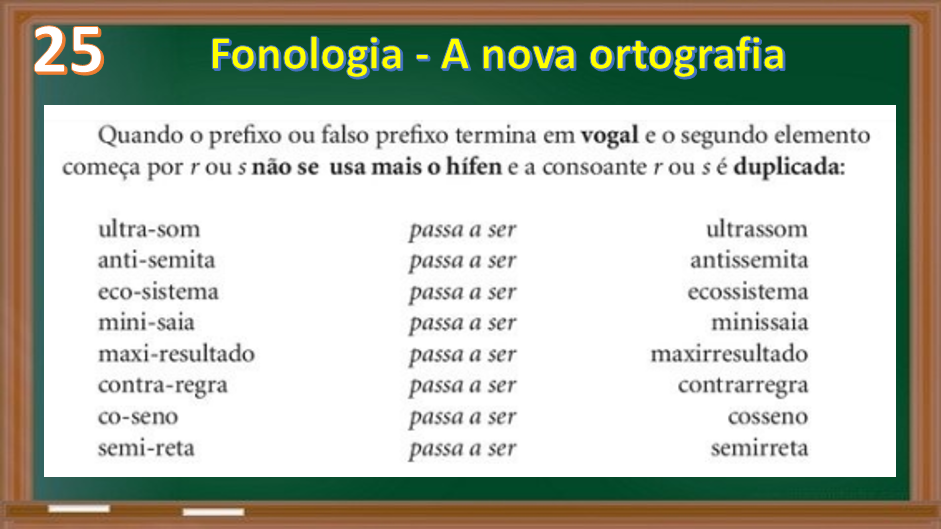 25 Fonologia - A nova ortografia
Quando o prefixo ou falso prefixo termina em vogal e o segundo elemento
começa por r ou s não se usa mais o hífen e a consoante r ou s é duplicada:
ultra-som passa a ser ultrassom
anti-semita passa a ser antissemita
eco-sistema passa a ser ecossistema
mini-saia passa a ser minissaia
maxi-resultado passa a ser maxirresultado
contra-regra passa a ser contrarregra
co-seno passa a ser cosseno
semi-reta passa a ser semirreta